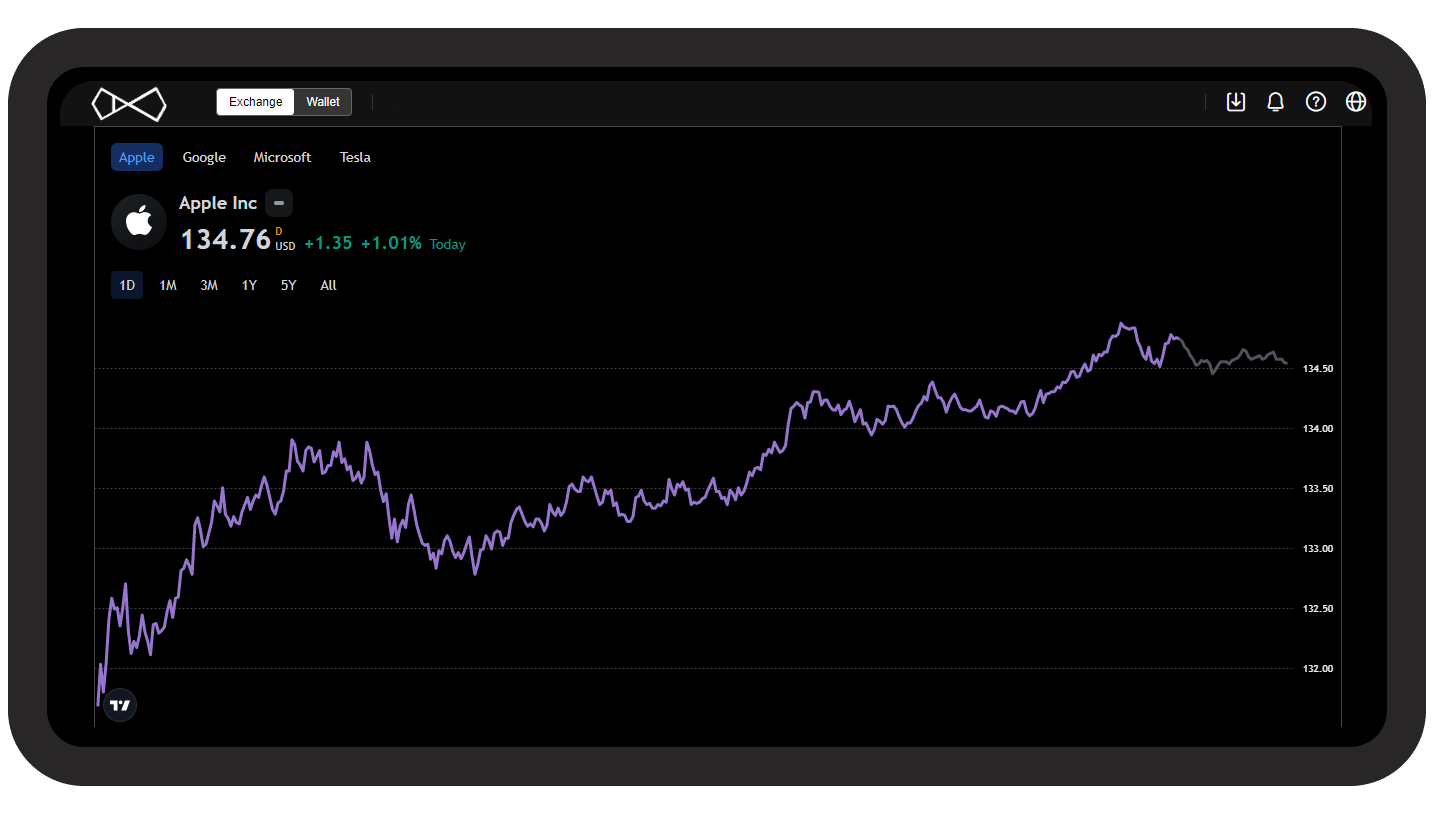 Exchange Wallet
Apple Google Microsoft Tesla
Apple Inc
134.76 D USD +1.35 +1.01% Today
1D 1M 3M 1Y 5Y All
134.50
134.00
133.50
133.00
132.50
132.00